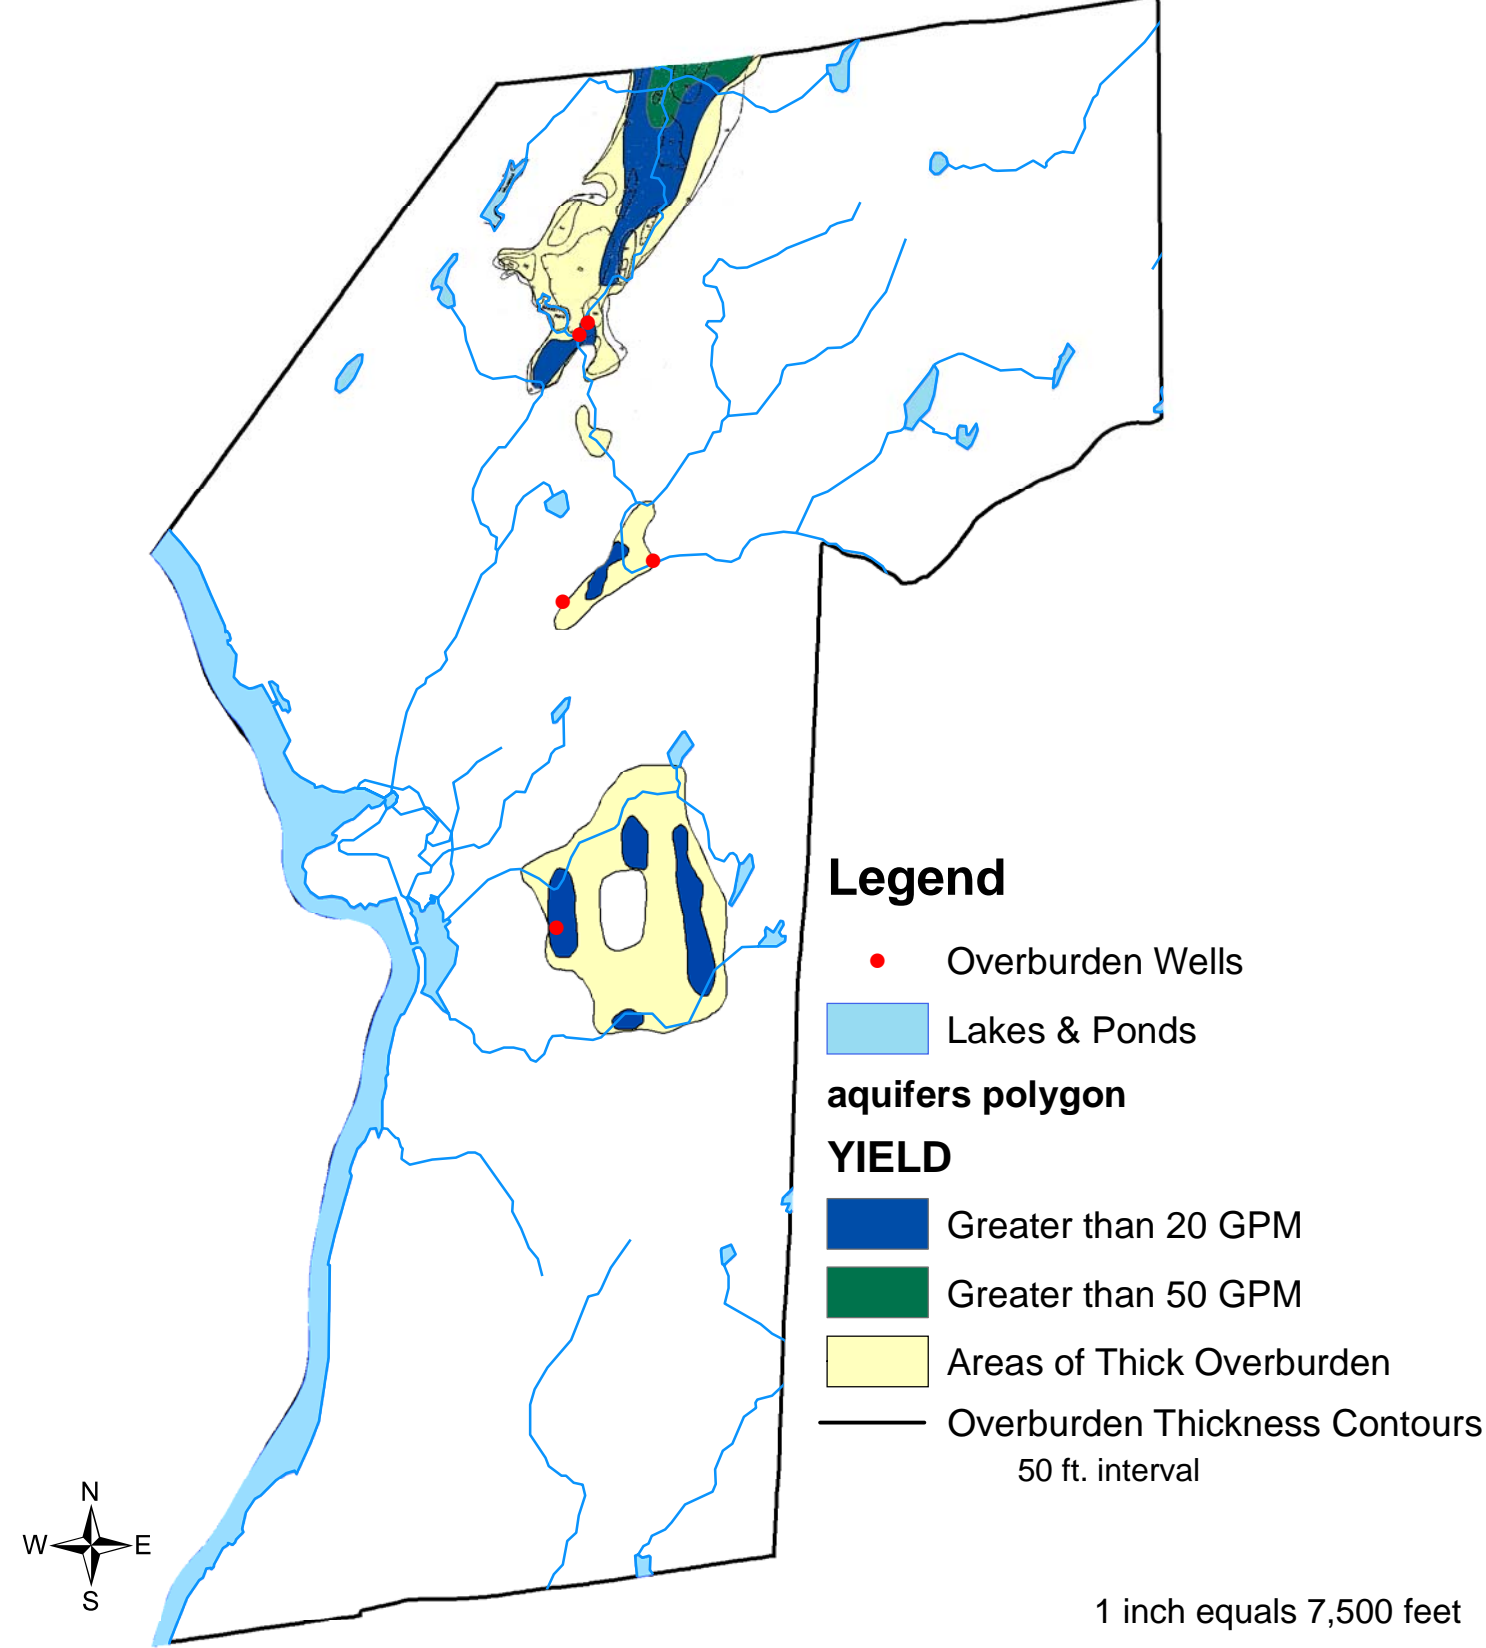 Legend
Overburden Wells
Lakes & Ponds
aquifers polygon
YIELD
Greater than 20 GPM
Greater than 50 GPM
Areas of Thick Overburden
Overburden Thickness Contours
50 ft. interval
N
W E
S
1 inch equals 7,500 feet